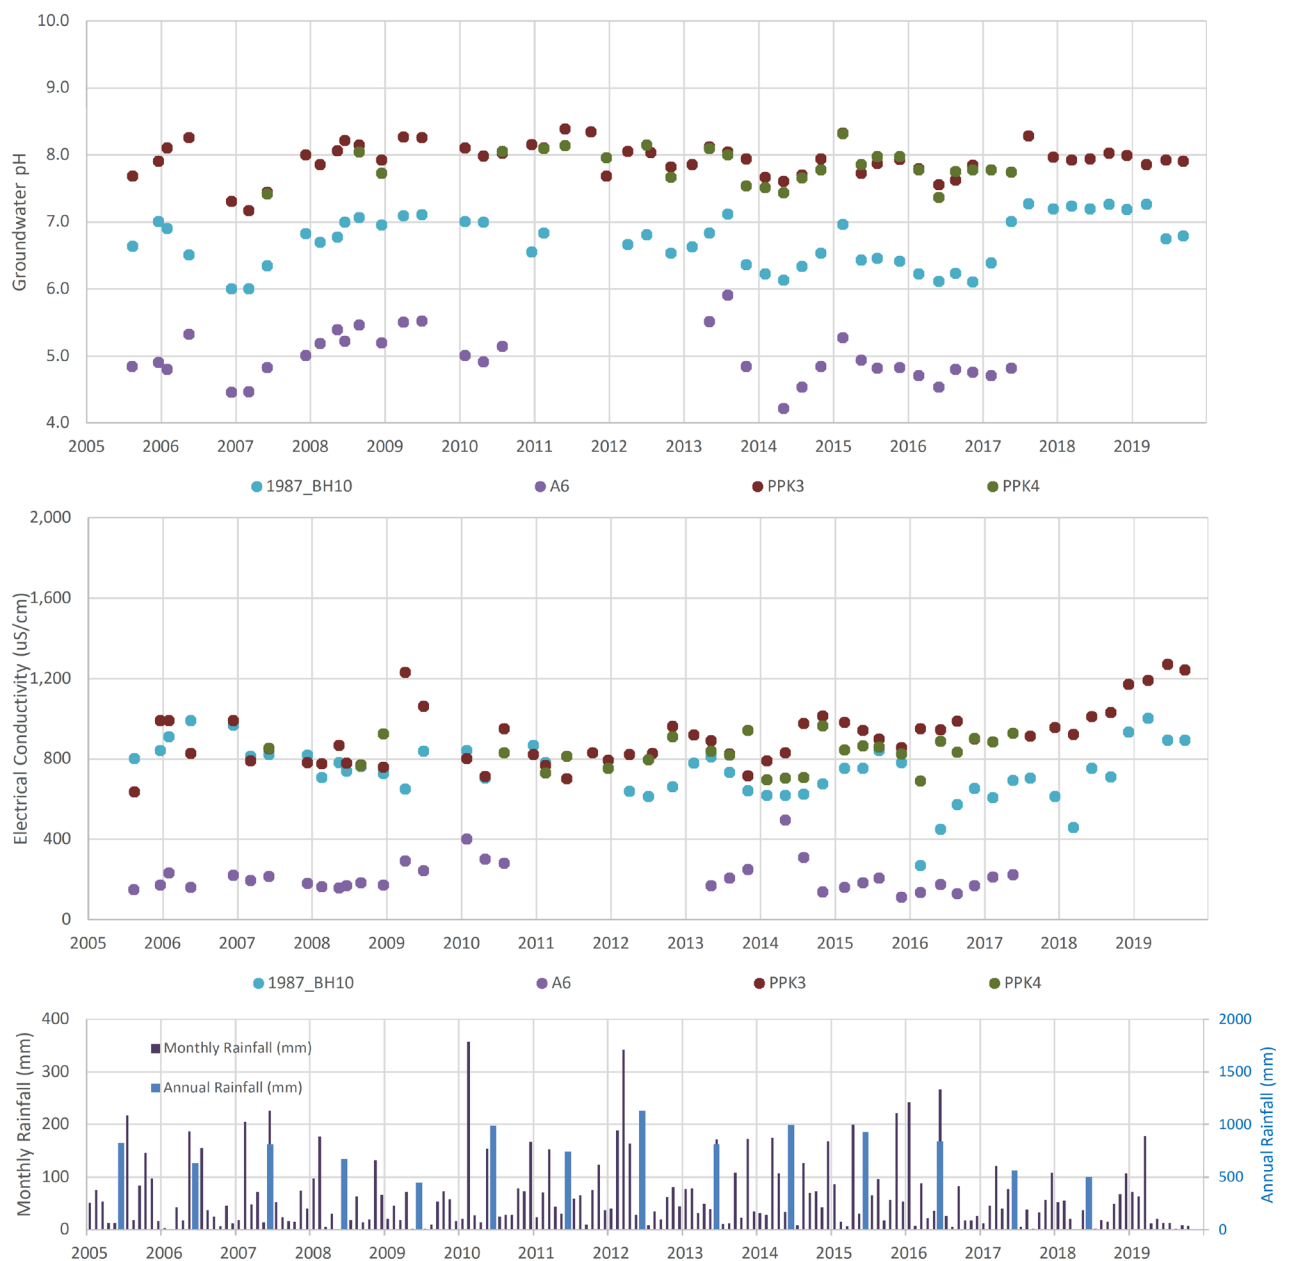 10.0
9.0
8.0
7.0
6.0
5.0
4.0
Groundwater pH
2005 2006 2007 2008 2009 2010 2011 2012 2013 2014 2015 2016 2017 2018 2019
1987_BH10 A6 PPK3 PPK4
2,000
1,600
1,200
800
400
0
Electrical Conductivity (uS/cm)
2005 2006 2007 2008 2009 2010 2011 2012 2013 2014 2015 2016 2017 2018 2019
1987_BH10 A6 PPK3 PPK4
400
300
200
100
0
Monthly Rainfall (mm)
Monthly Rainfall (mm)
Annual Rainfall (mm)
2000
1500
1000
500
0
Annual Rainfall (mm)
2005 2006 2007 2008 2009 2010 2011 2012 2013 2014 2015 2016 2017 2018 2019